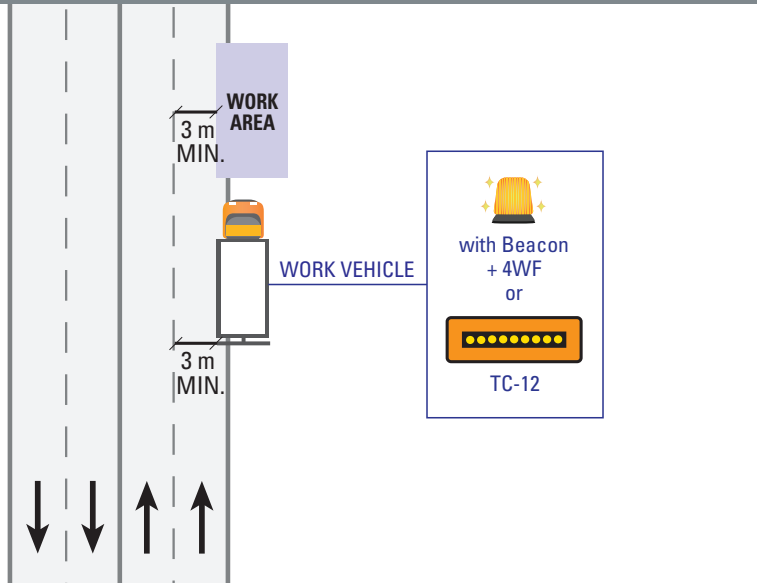 WORK
AREA
3 m
MIN.
WORK VEHICLE
with Beacon
+ 4WF
or
TC-12
3 m
MIN.